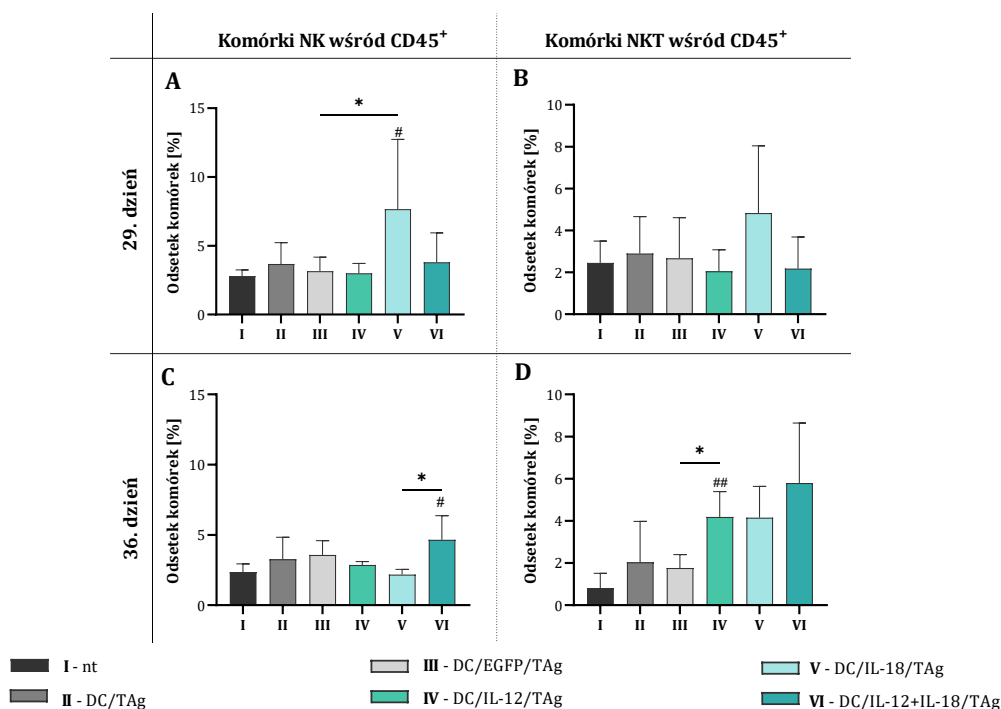 Komórki NK wśród CD45⁺
Komórki NKT wśród CD45⁺
29. dzień
A
Odsetek komórek [%]
15
10
5
0
*
#
I II III IV V VI
B
Odsetek komórek [%]
10
8
6
4
2
0
I II III IV V VI
36. dzień
C
Odsetek komórek [%]
15
10
5
0
*
#
I II III IV V VI
D
Odsetek komórek [%]
10
8
6
4
2
0
*
##
I II III IV V VI
I - nt
III - DC/EGFP/TAg
V - DC/IL-18/TAg
II - DC/TAg
IV - DC/IL-12/TAg
VI - DC/IL-12+IL-18/TAg